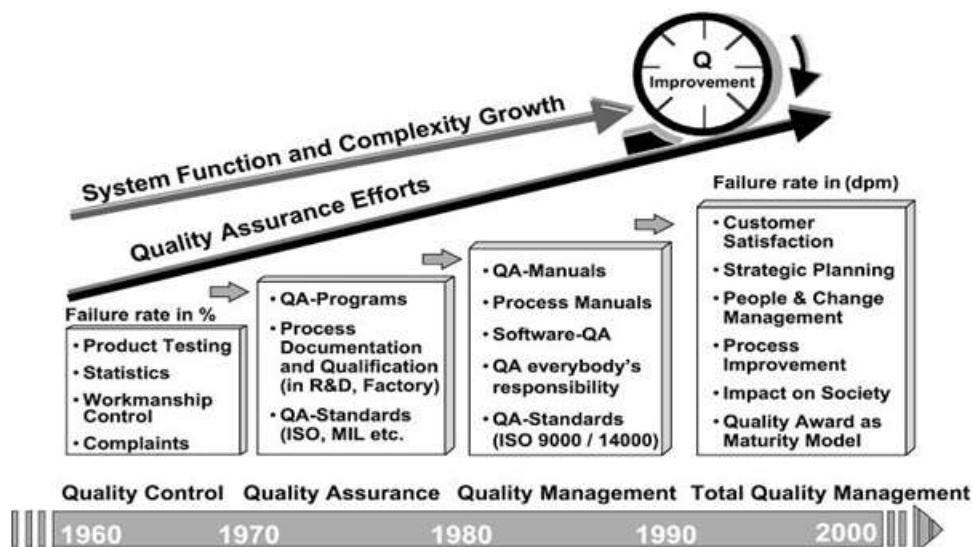 Q
Improvement
System Function and Complexity Growth
Quality Assurance Efforts
Failure rate in %
• Product Testing
• Statistics
• Workmanship
Control
• Complaints
• QA-Programs
• Process
Documentation
and Qualification
(in R&D, Factory)
• QA-Standards
(ISO, MIL etc.
• QA-Manuals
• Process Manuals
• Software-QA
• QA everybody's
responsibility
• QA-Standards
(ISO 9000 / 14000)
Failure rate in (dpm)
• Customer
Satisfaction
• Strategic Planning
• People & Change
Management
• Process
Improvement
• Impact on Society
• Quality Award as
Maturity Model
Quality Control Quality Assurance Quality Management Total Quality Management
1960 1970 1980 1990 2000